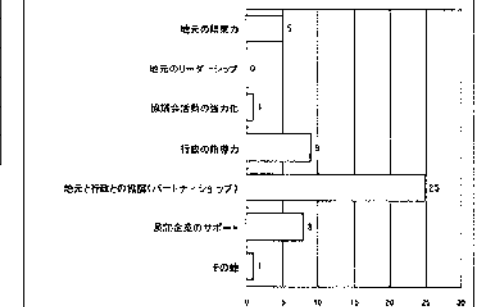 地元の 5
地元のリーダーシップ 0
協議会活動の強力化 1
行政の指導力 9
地元と行政との協働(パートナーショップ) 25
民間企業のサポート 8
その他 1
0 5 10 15 20 25 30